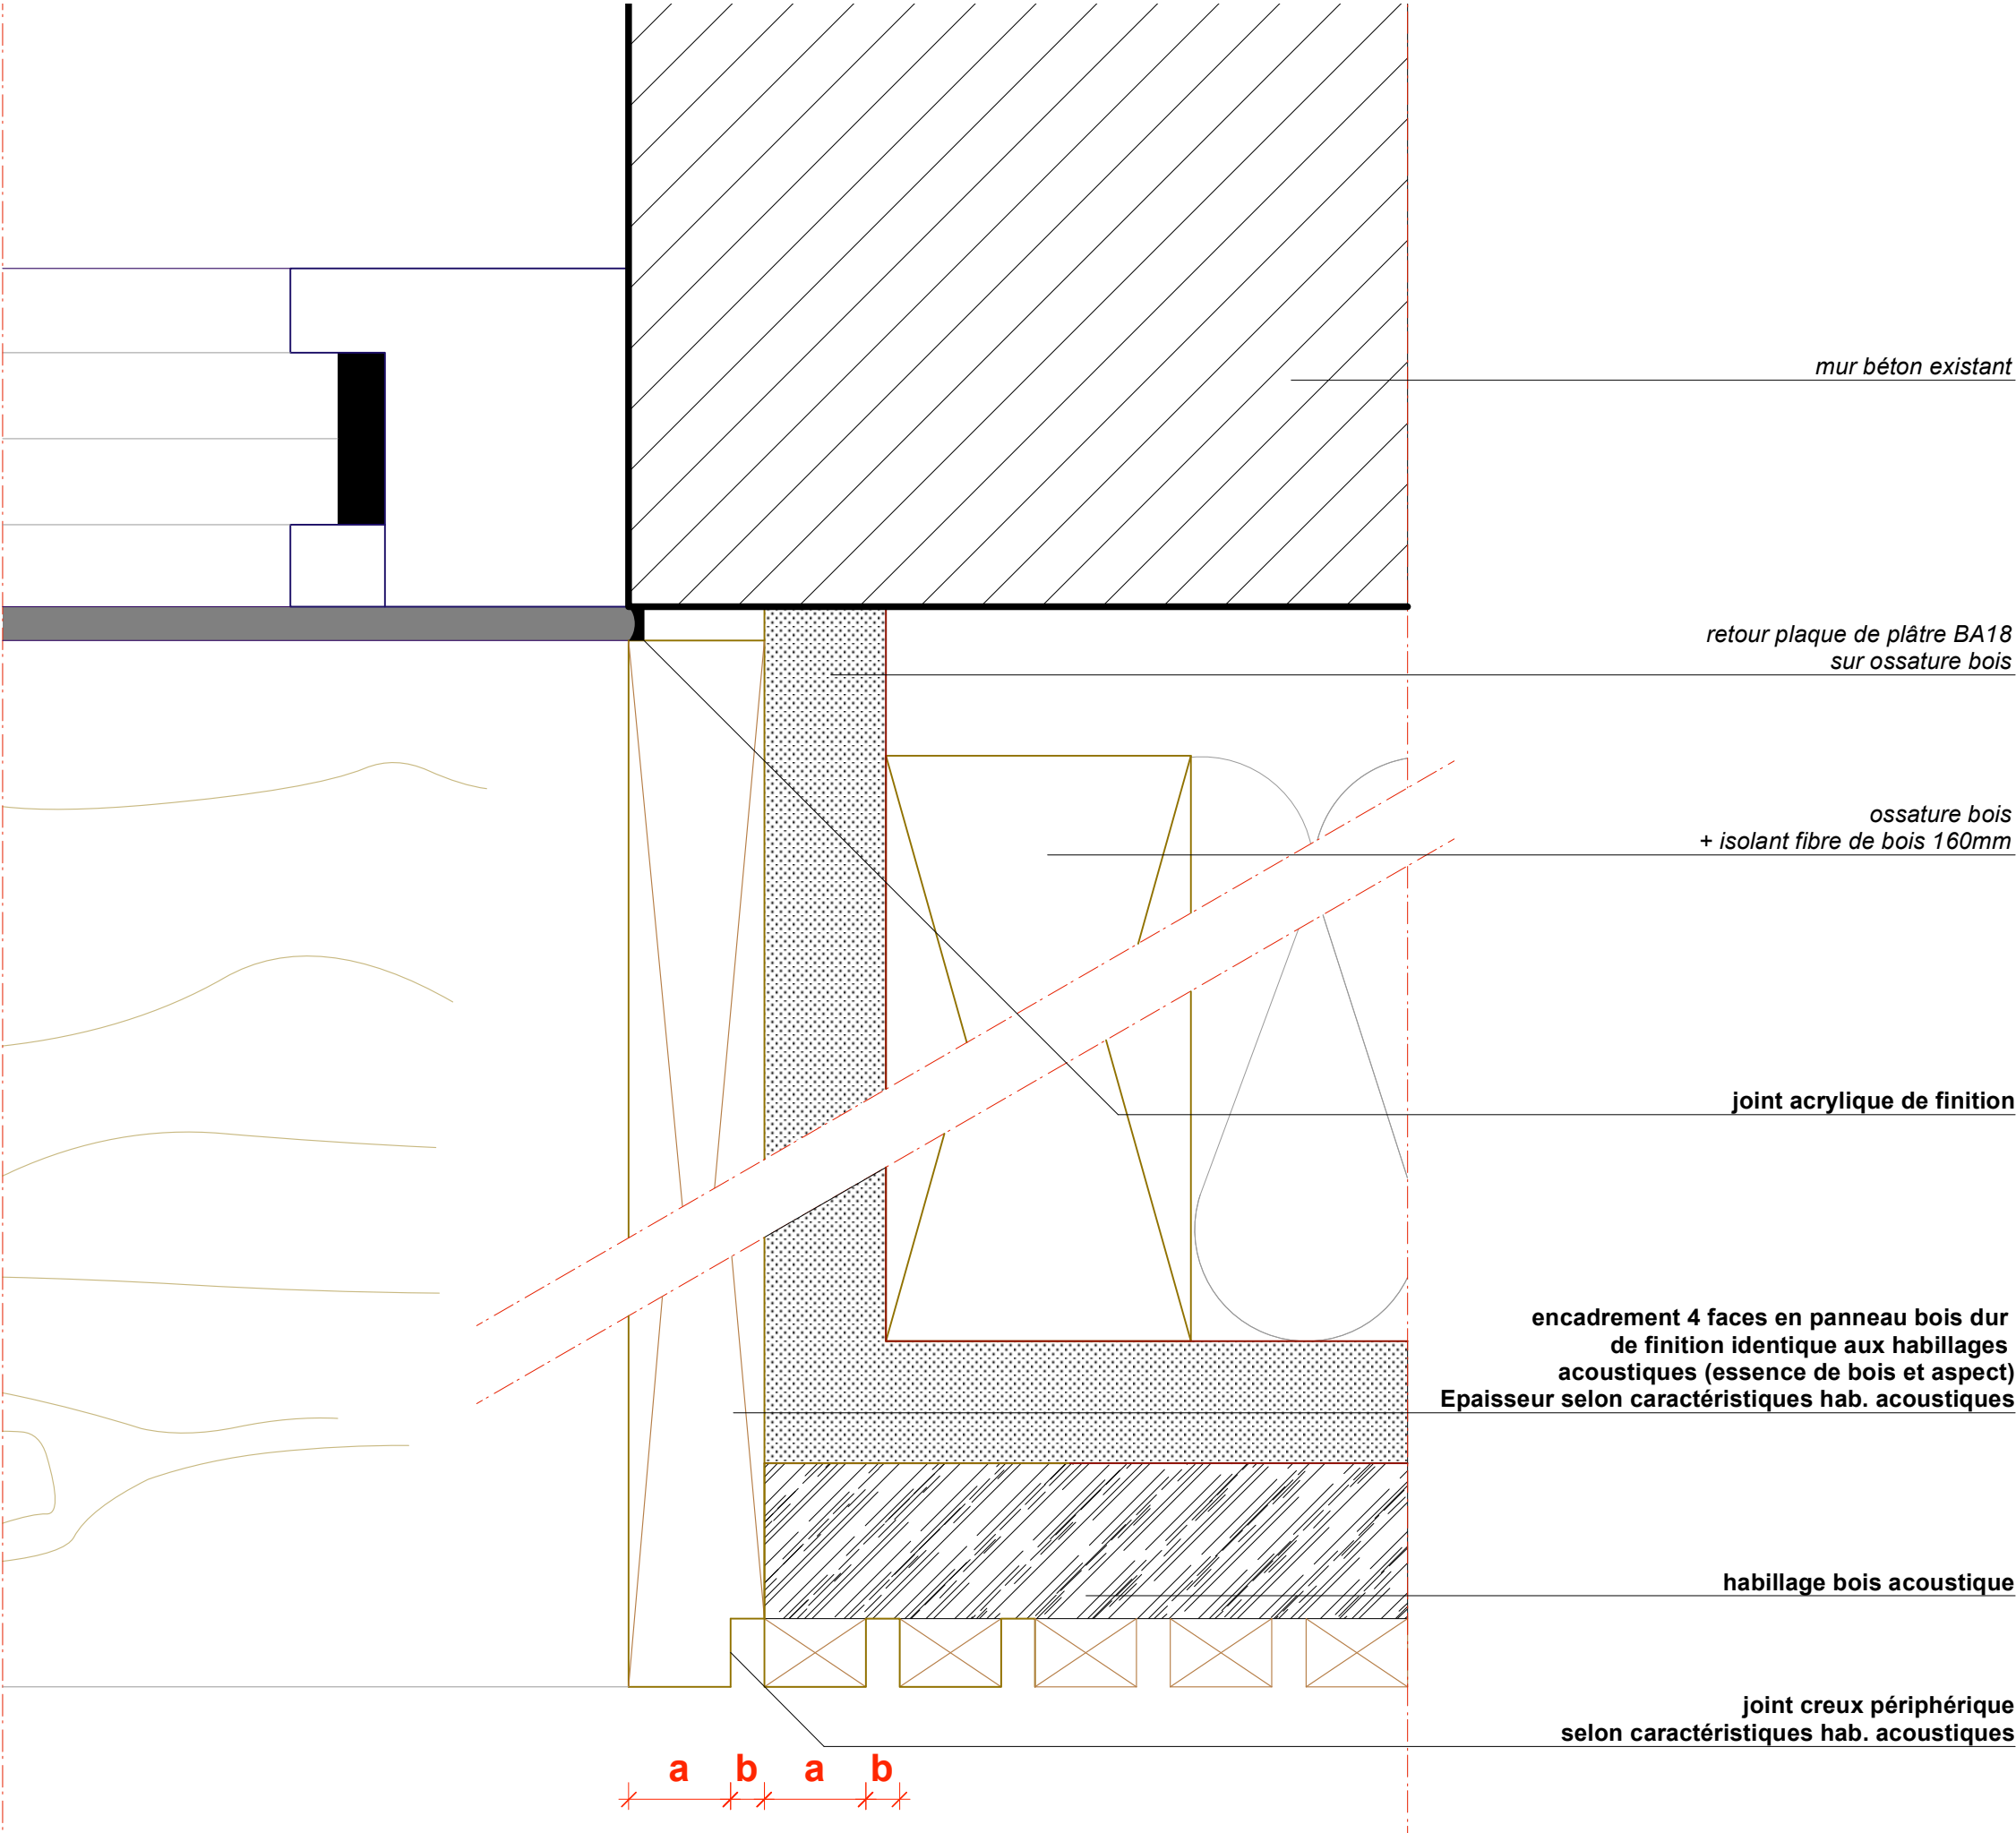 mur béton existant
retour plaque de plâtre BA18
sur ossature bois
ossature bois
+ isolant fibre de bois 160mm
joint acrylique de finition
encadrement 4 faces en panneau bois dur
de finition identique aux habillages
acoustiques (essence de bois et aspect)
Epaisseur selon caractéristiques hab. acoustiques
habillage bois acoustique
joint creux périphérique
selon caractéristiques hab. acoustiques
a b a b